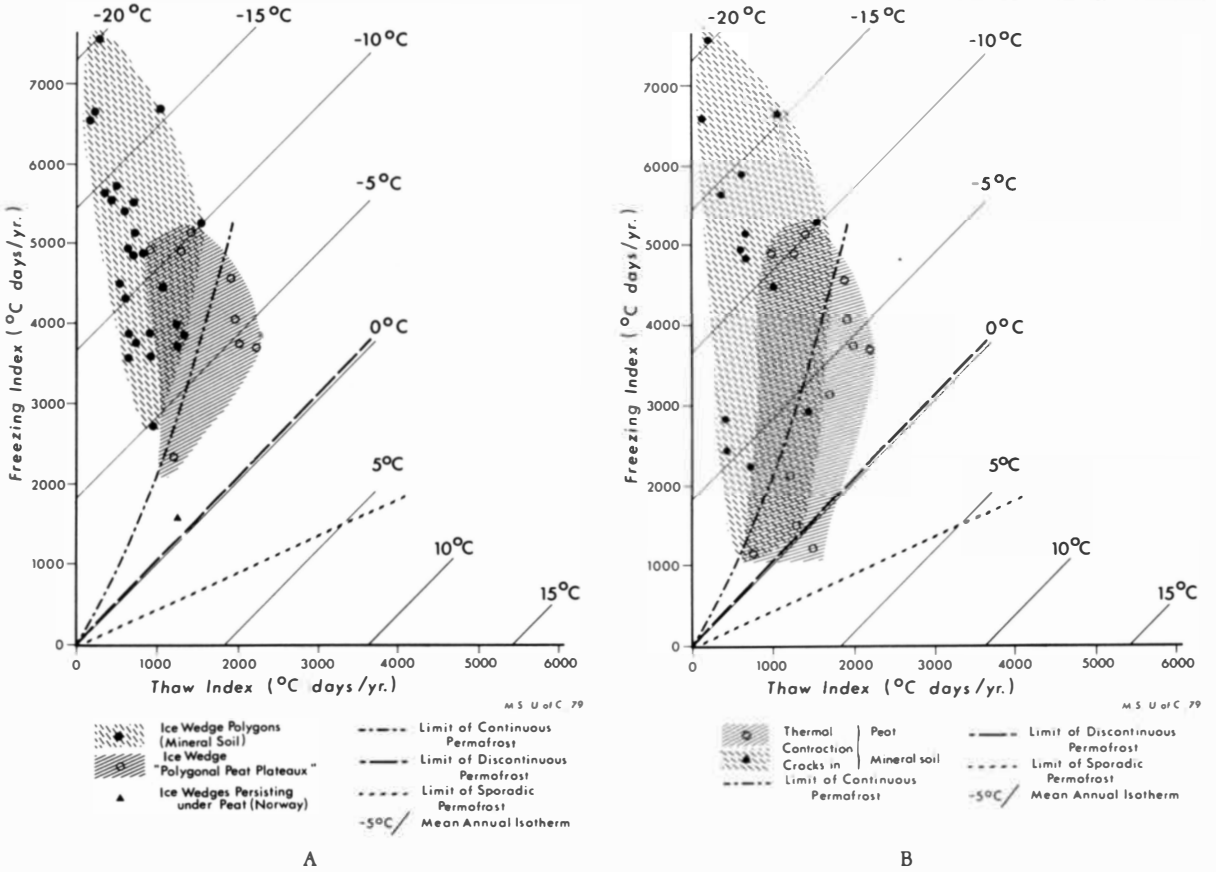 -20°C
-15°C
-10°C
-5°C
0°C
5°C
10°C
15°C
7000
6000
5000
4000
3000
2000
1000
0
Freezing Index (°C days/yr.)
0 1000 2000 3000 4000 5000 6000
Thaw Index (°C days/yr.)
M S U of C 79
Ice Wedge Polygons
(Mineral Soil)
Ice Wedge
"Polygonal Peat Plateaux"
Ice Wedges Persisting
under Peat (Norway)
Limit of Continuous
Permafrost
Limit of Discontinuous
Permafrost
Limit of Sporadic
Permafrost
-5°C/ Mean Annual Isotherm
A
-20°C
-15°C
-10°C
-5°C
0°C
5°C
10°C
15°C
7000
6000
5000
4000
3000
2000
1000
0
Freezing Index (°C days/yr.)
0 1000 2000 3000 4000 5000 6000
Thaw Index (°C days/yr.)
M S U of C 79
Thermal Peat
Contraction
Cracks in Mineral soil
Limit of Continuous
Permafrost
Limit of Discontinuous
Permafrost
Limit of Sporadic
Permafrost
-5°C/ Mean Annual Isotherm
B